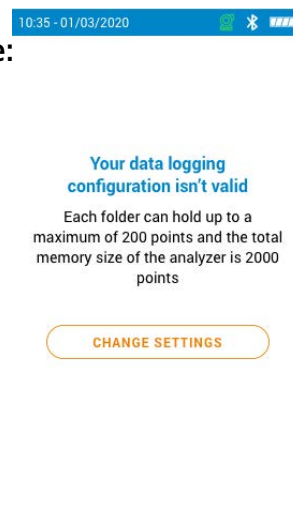 10:35 - 01/03/2020
e:
Your data logging
configuration isn't valid
Each folder can hold up to a
maximum of 200 points and the total
memory size of the analyzer is 2000
points
CHANGE SETTINGS